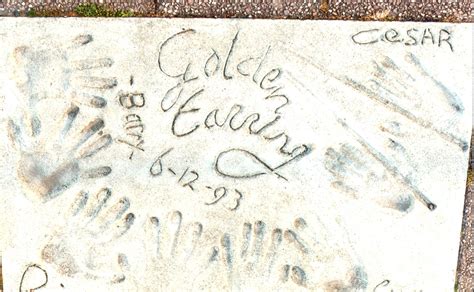 CESAR
Golden
Earring
-Barry-
6-12-93